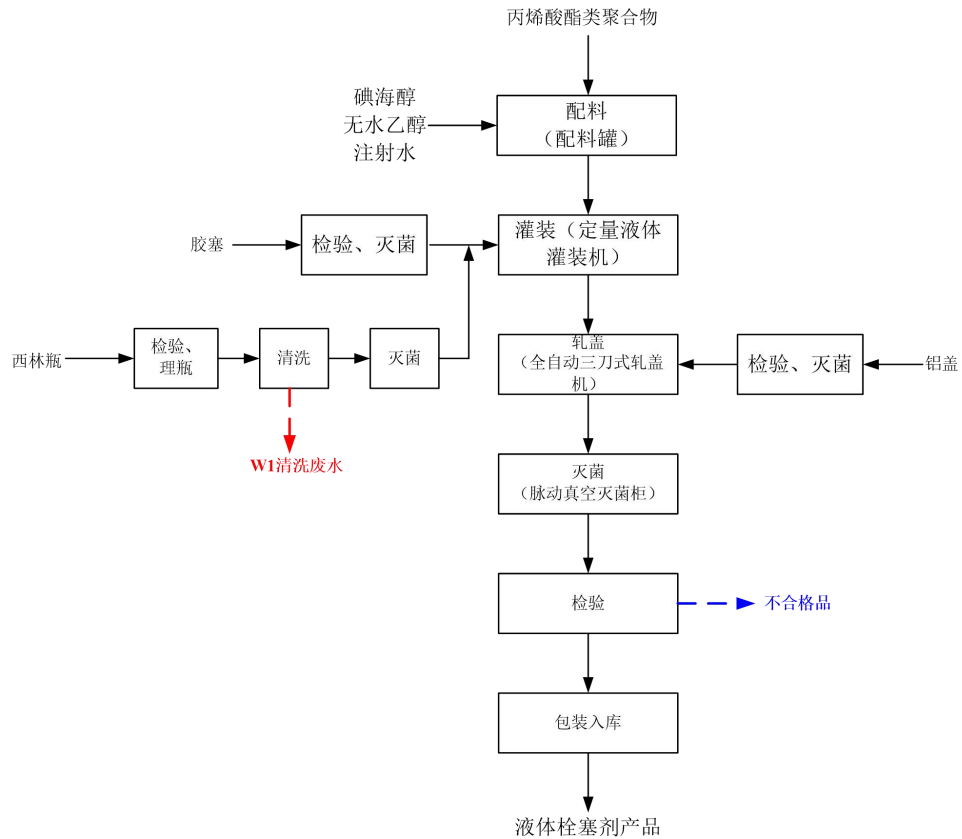 丙烯酸酯类聚合物
碘海醇
无水乙醇
注射水
配料
（配料罐）
胶塞
检验、灭菌
灌装（定量液体
灌装机）
西林瓶
检验、
理瓶
清洗
灭菌
轧盖
（全自动三刀式轧盖
机）
检验、灭菌
铝盖
W1清洗废水
灭菌
（脉动真空灭菌柜）
检验
不合格品
包装入库
液体栓塞剂产品